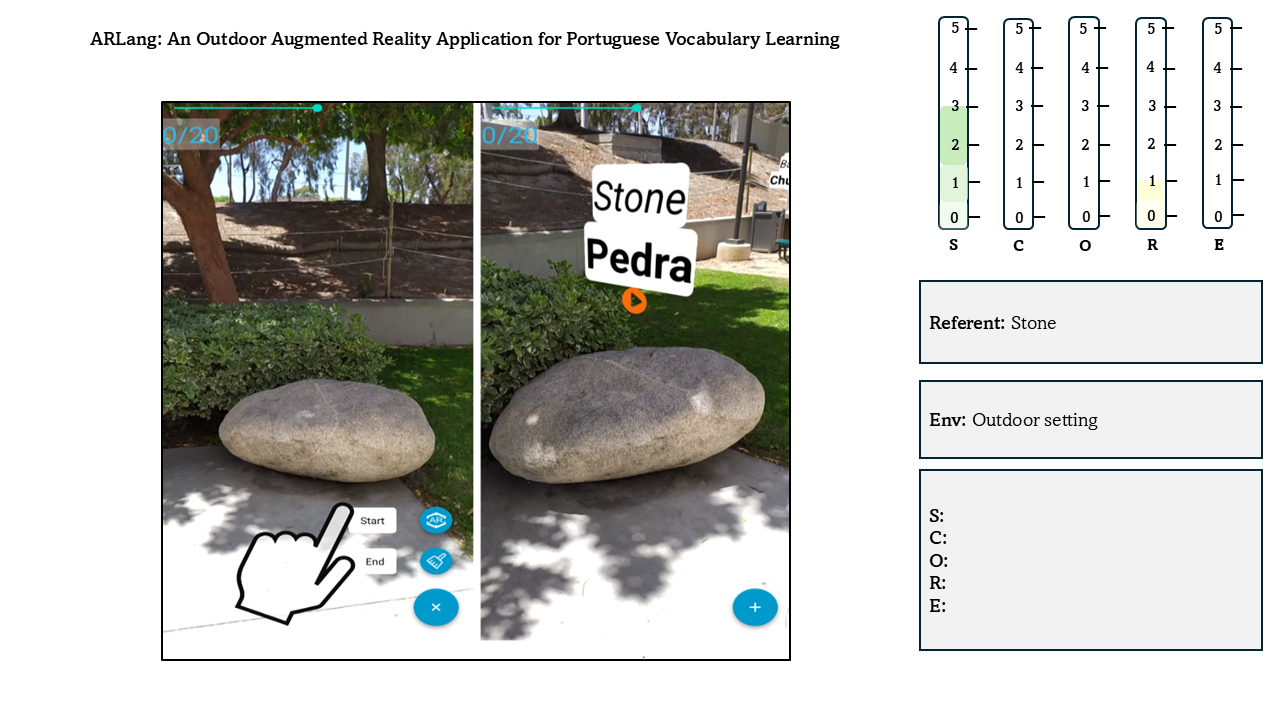 ARLang: An Outdoor Augmented Reality Application for Portuguese Vocabulary Learning
0/20
Start
End
0/20
Stone
Pedra
5 5 5 5 5
4 4 4 4 4
3 3 3 3 3
2 2 2 2 2
1 1 1 1 1
0 0 0 0 0
S C O R E
Referent: Stone
Env: Outdoor setting
S:
C:
O:
R:
E: